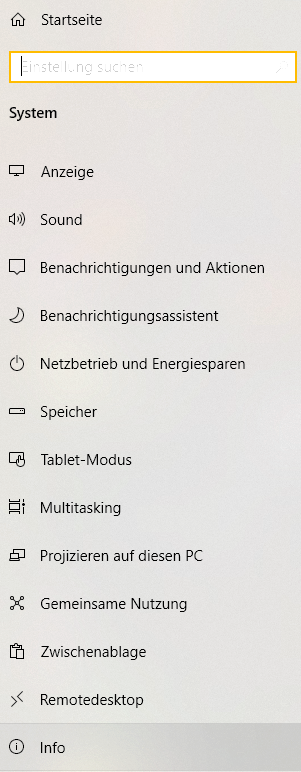 Startseite
Einstellung suchen
System
Anzeige
Sound
Benachrichtigungen und Aktionen
Benachrichtigungsassistent
Netzbetrieb und Energiesparen
Speicher
Tablet-Modus
Multitasking
Projizieren auf diesen PC
Gemeinsame Nutzung
Zwischenablage
Remotedesktop
Info